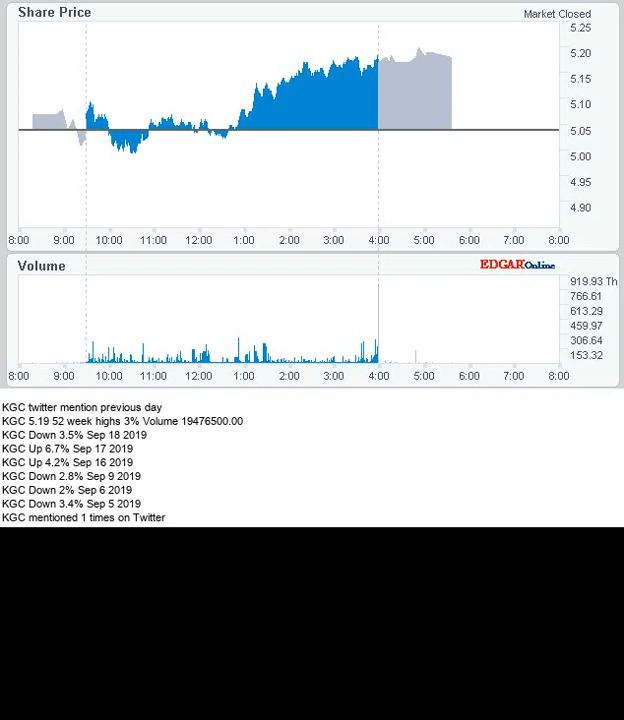 Share Price
Market Closed
5.25
5.20
5.15
5.10
5.05
5.00
4.95
4.90
8:00 9:00 10:00 11:00 12:00 1:00 2:00 3:00 4:00 5:00 6:00 7:00 8:00
Volume
EDGAROnline
919.93 Th
766.61
613.29
459.97
306.64
153.32
8:00 9:00 10:00 11:00 12:00 1:00 2:00 3:00 4:00 5:00 6:00 7:00 8:00
KGC twitter mention previous day
KGC 5.19 52 week highs 3% Volume 19476500.00
KGC Down 3.5% Sep 18 2019
KGC Up 6.7% Sep 17 2019
KGC Up 4.2% Sep 16 2019
KGC Down 2.8% Sep 9 2019
KGC Down 2% Sep 6 2019
KGC Down 3.4% Sep 5 2019
KGC mentioned 1 times on Twitter